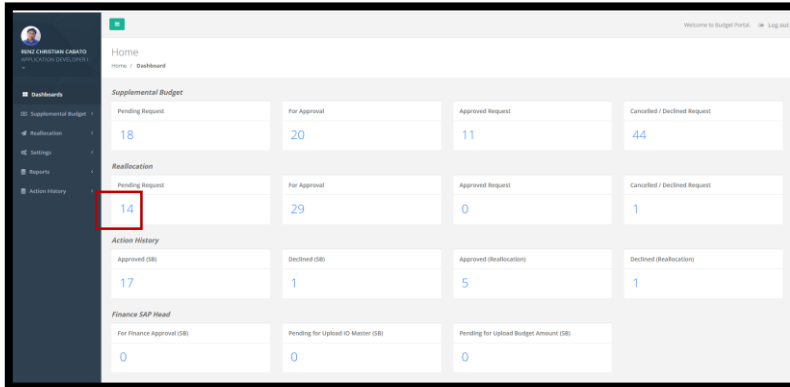 Welcome to Budget Portal.
Log out
RENZ CHRISTIAN CABATO
APPLICATION DEVELOPER I
Home
Home / Dashboard
Dashboards
Supplemental Budget
Reallocation
Settings
Reports
Action History
Supplemental Budget
Pending Request
For Approval
Approved Request
Cancelled / Declined Request
18
20
11
44
Reallocation
Pending Request
For Approval
Approved Request
Cancelled / Declined Request
14
29
0
1
Action History
Approved (SB)
Declined (SB)
Approved (Reallocation)
Declined (Reallocation)
17
1
5
1
Finance SAP Head
For Finance Approval (SB)
Pending for Upload IO Master (SB)
Pending for Upload Budget Amount (SB)
0
0
0